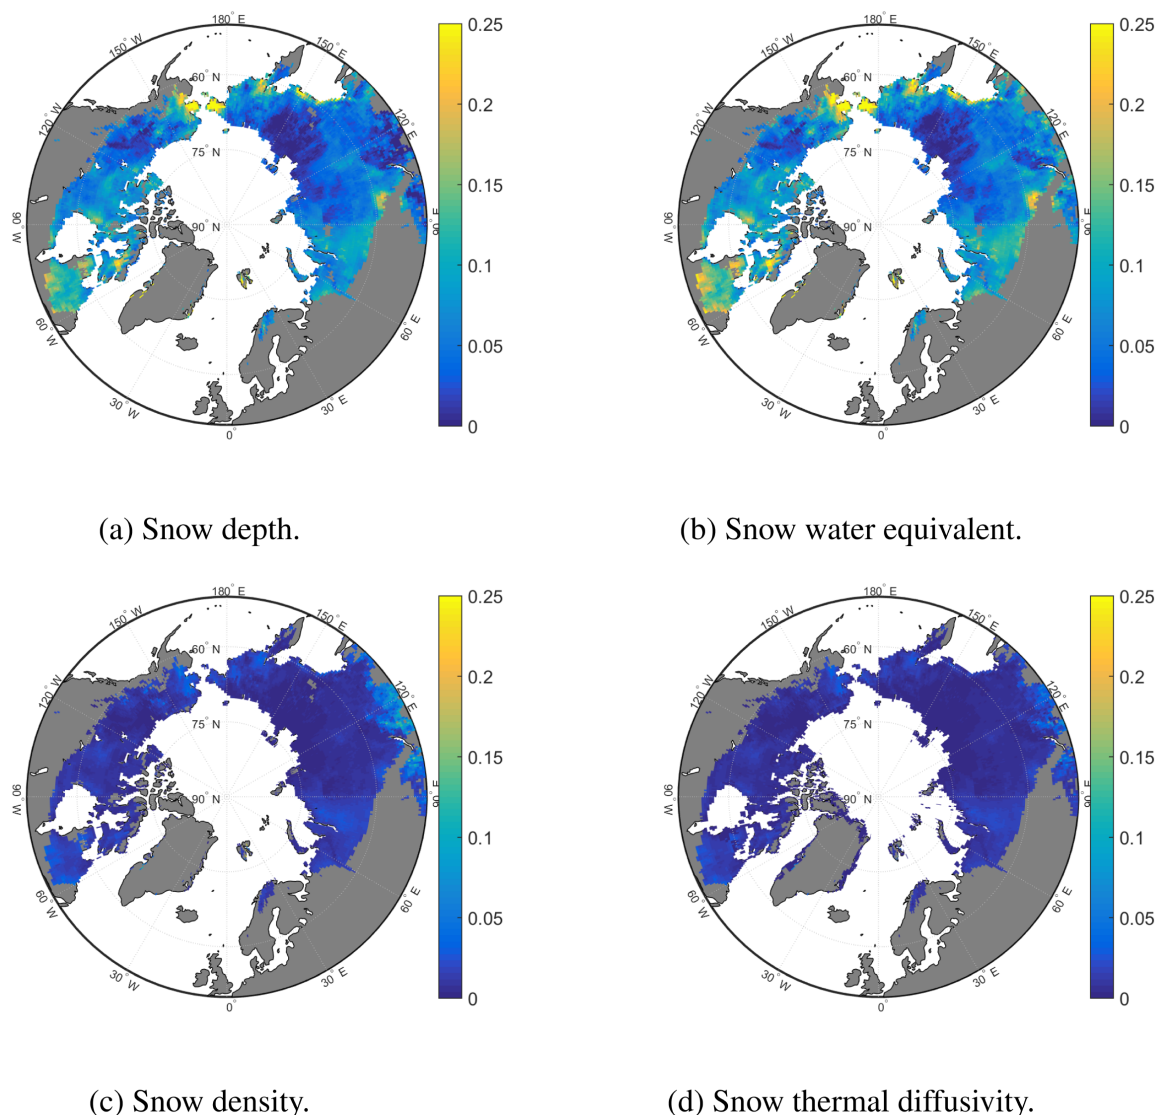 180° E
150° W
150° E
60° N
120° W
120° E
75° N
90° W
90° N
90° E
60° W
60° E
30° W
30° E
0°
0.25
0.2
0.15
0.1
0.05
0
(a) Snow depth.
180° E
150° W
150° E
60° N
120° W
120° E
75° N
90° W
90° N
90° E
60° W
60° E
30° W
30° E
0°
0.25
0.2
0.15
0.1
0.05
0
(b) Snow water equivalent.
180° E
150° W
150° E
60° N
120° W
120° E
75° N
90° W
90° N
90° E
60° W
60° E
30° W
30° E
0°
0.25
0.2
0.15
0.1
0.05
0
(c) Snow density.
180° E
150° W
150° E
60° N
120° W
120° E
75° N
90° W
90° N
90° E
60° W
60° E
30° W
30° E
0°
0.25
0.2
0.15
0.1
0.05
0
(d) Snow thermal diffusivity.